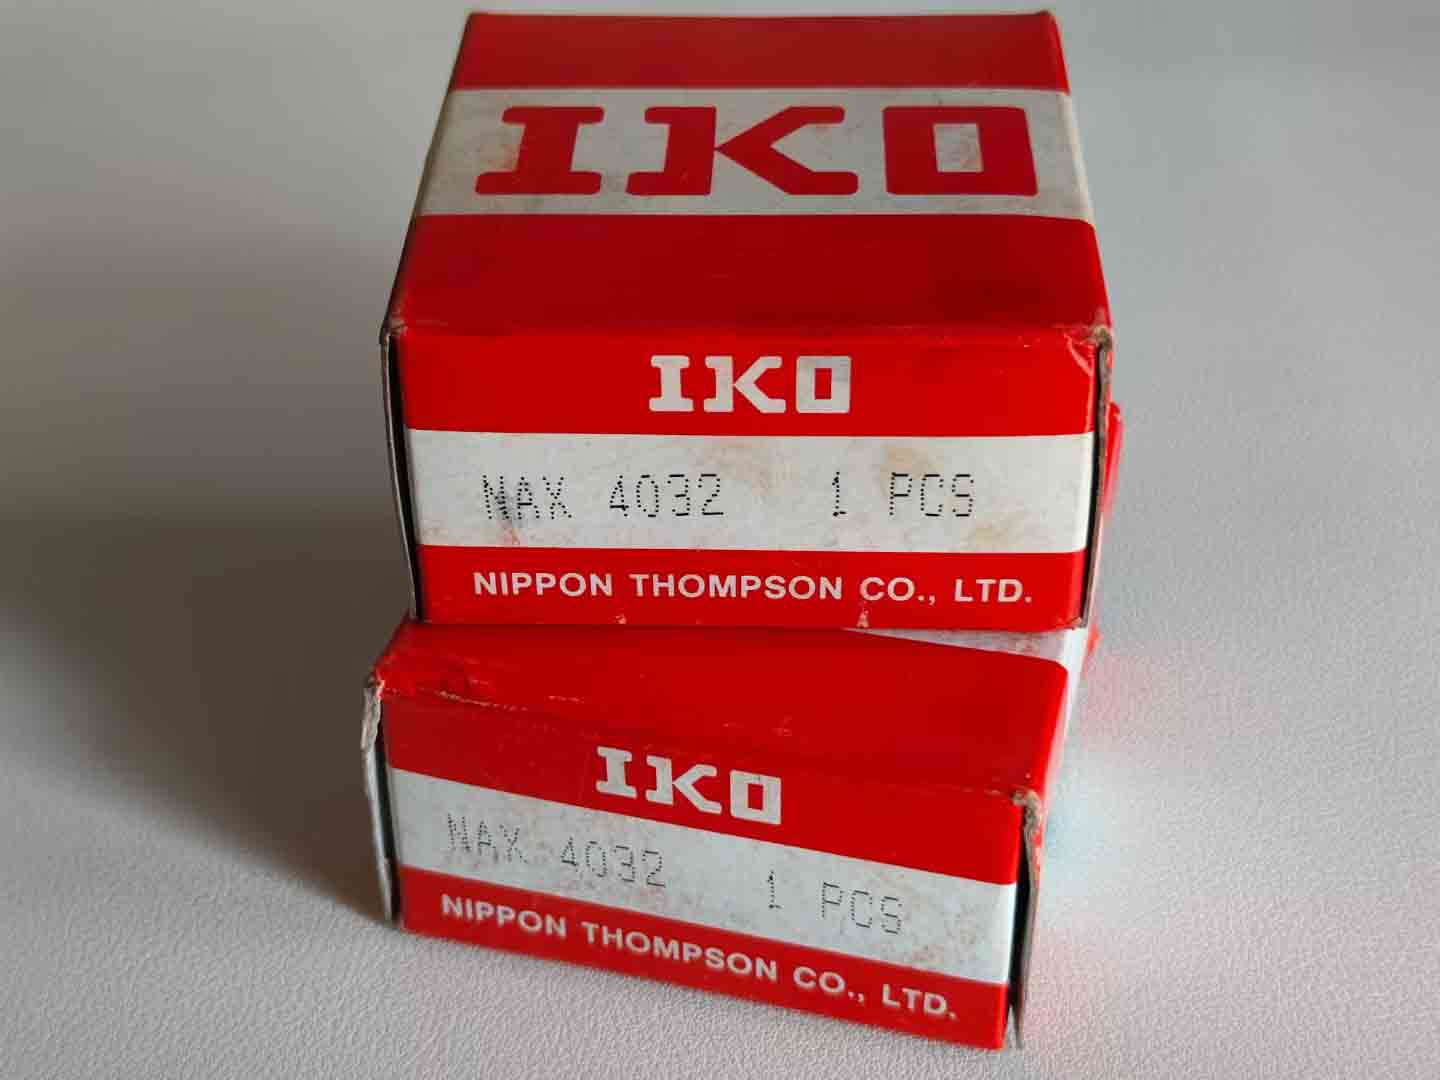 IKO
IKO
NAX 4032 1 PCS
NIPPON THOMPSON CO., LTD.
IKO
NAX 4032 1 PCS
NIPPON THOMPSON CO., LTD.